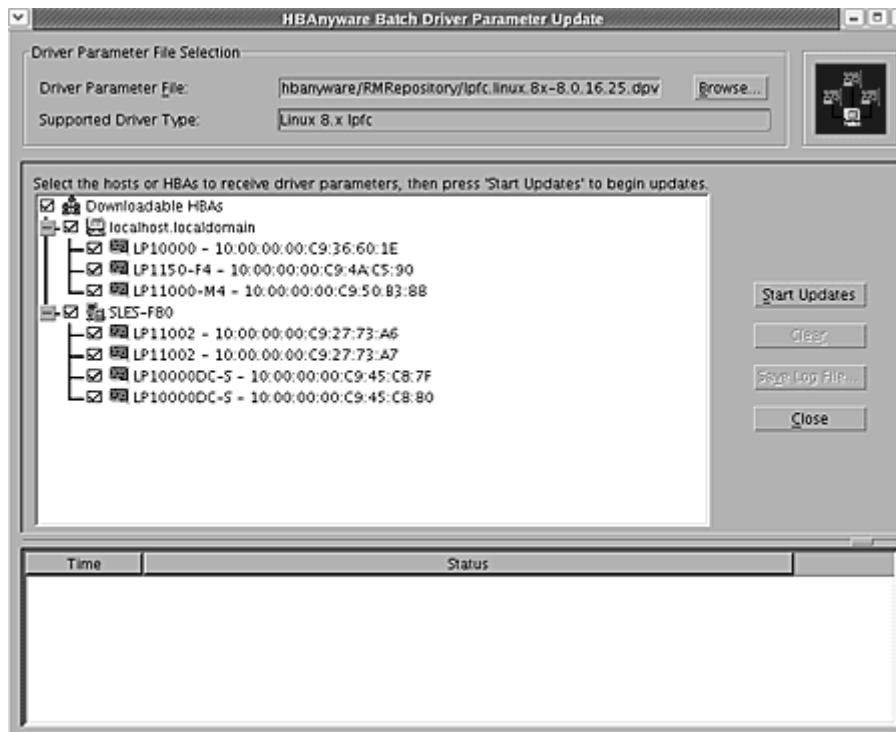 HBAnyware Batch Driver Parameter Update
Driver Parameter File Selection
Driver Parameter File: hbanyware/RMRepository/lpfc.linux.8x-8.0.16.25.dpv Browse...
Supported Driver Type: Linux 8.x lpfc
Select the hosts or HBAs to receive driver parameters, then press 'Start Updates' to begin updates.
Downloadable HBAs
localhost.localdomain
LP10000 - 10:00:00:00:C9:36:60:1E
LP1150-F4 - 10:00:00:00:C9:4A:C5:90
LP11000-M4 - 10:00:00:00:C9:50:B3:8B
SLES-F80
LP11002 - 10:00:00:00:C9:27:73:A6
LP11002 - 10:00:00:00:C9:27:73:A7
LP10000DC-S - 10:00:00:00:C9:45:C8:7F
LP10000DC-S - 10:00:00:00:C9:45:C8:80
Start Updates
Clear
Save Log File...
Close
Time Status